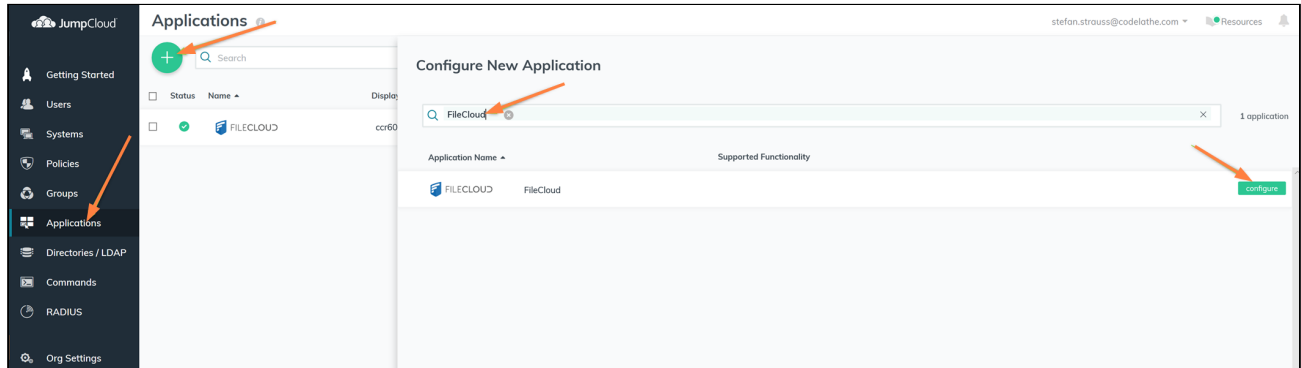 JumpCloud
Getting Started
Users
Systems
Policies
Groups
Applications
Directories / LDAP
Commands
RADIUS
Org Settings
Applications
stefan.strauss@codelathe.com
Resources
Search
Status Name
FILECLOUD
ccr60
Configure New Application
FileCloud
1 application
Application Name Supported Functionality
FILECLOUD FileCloud configure